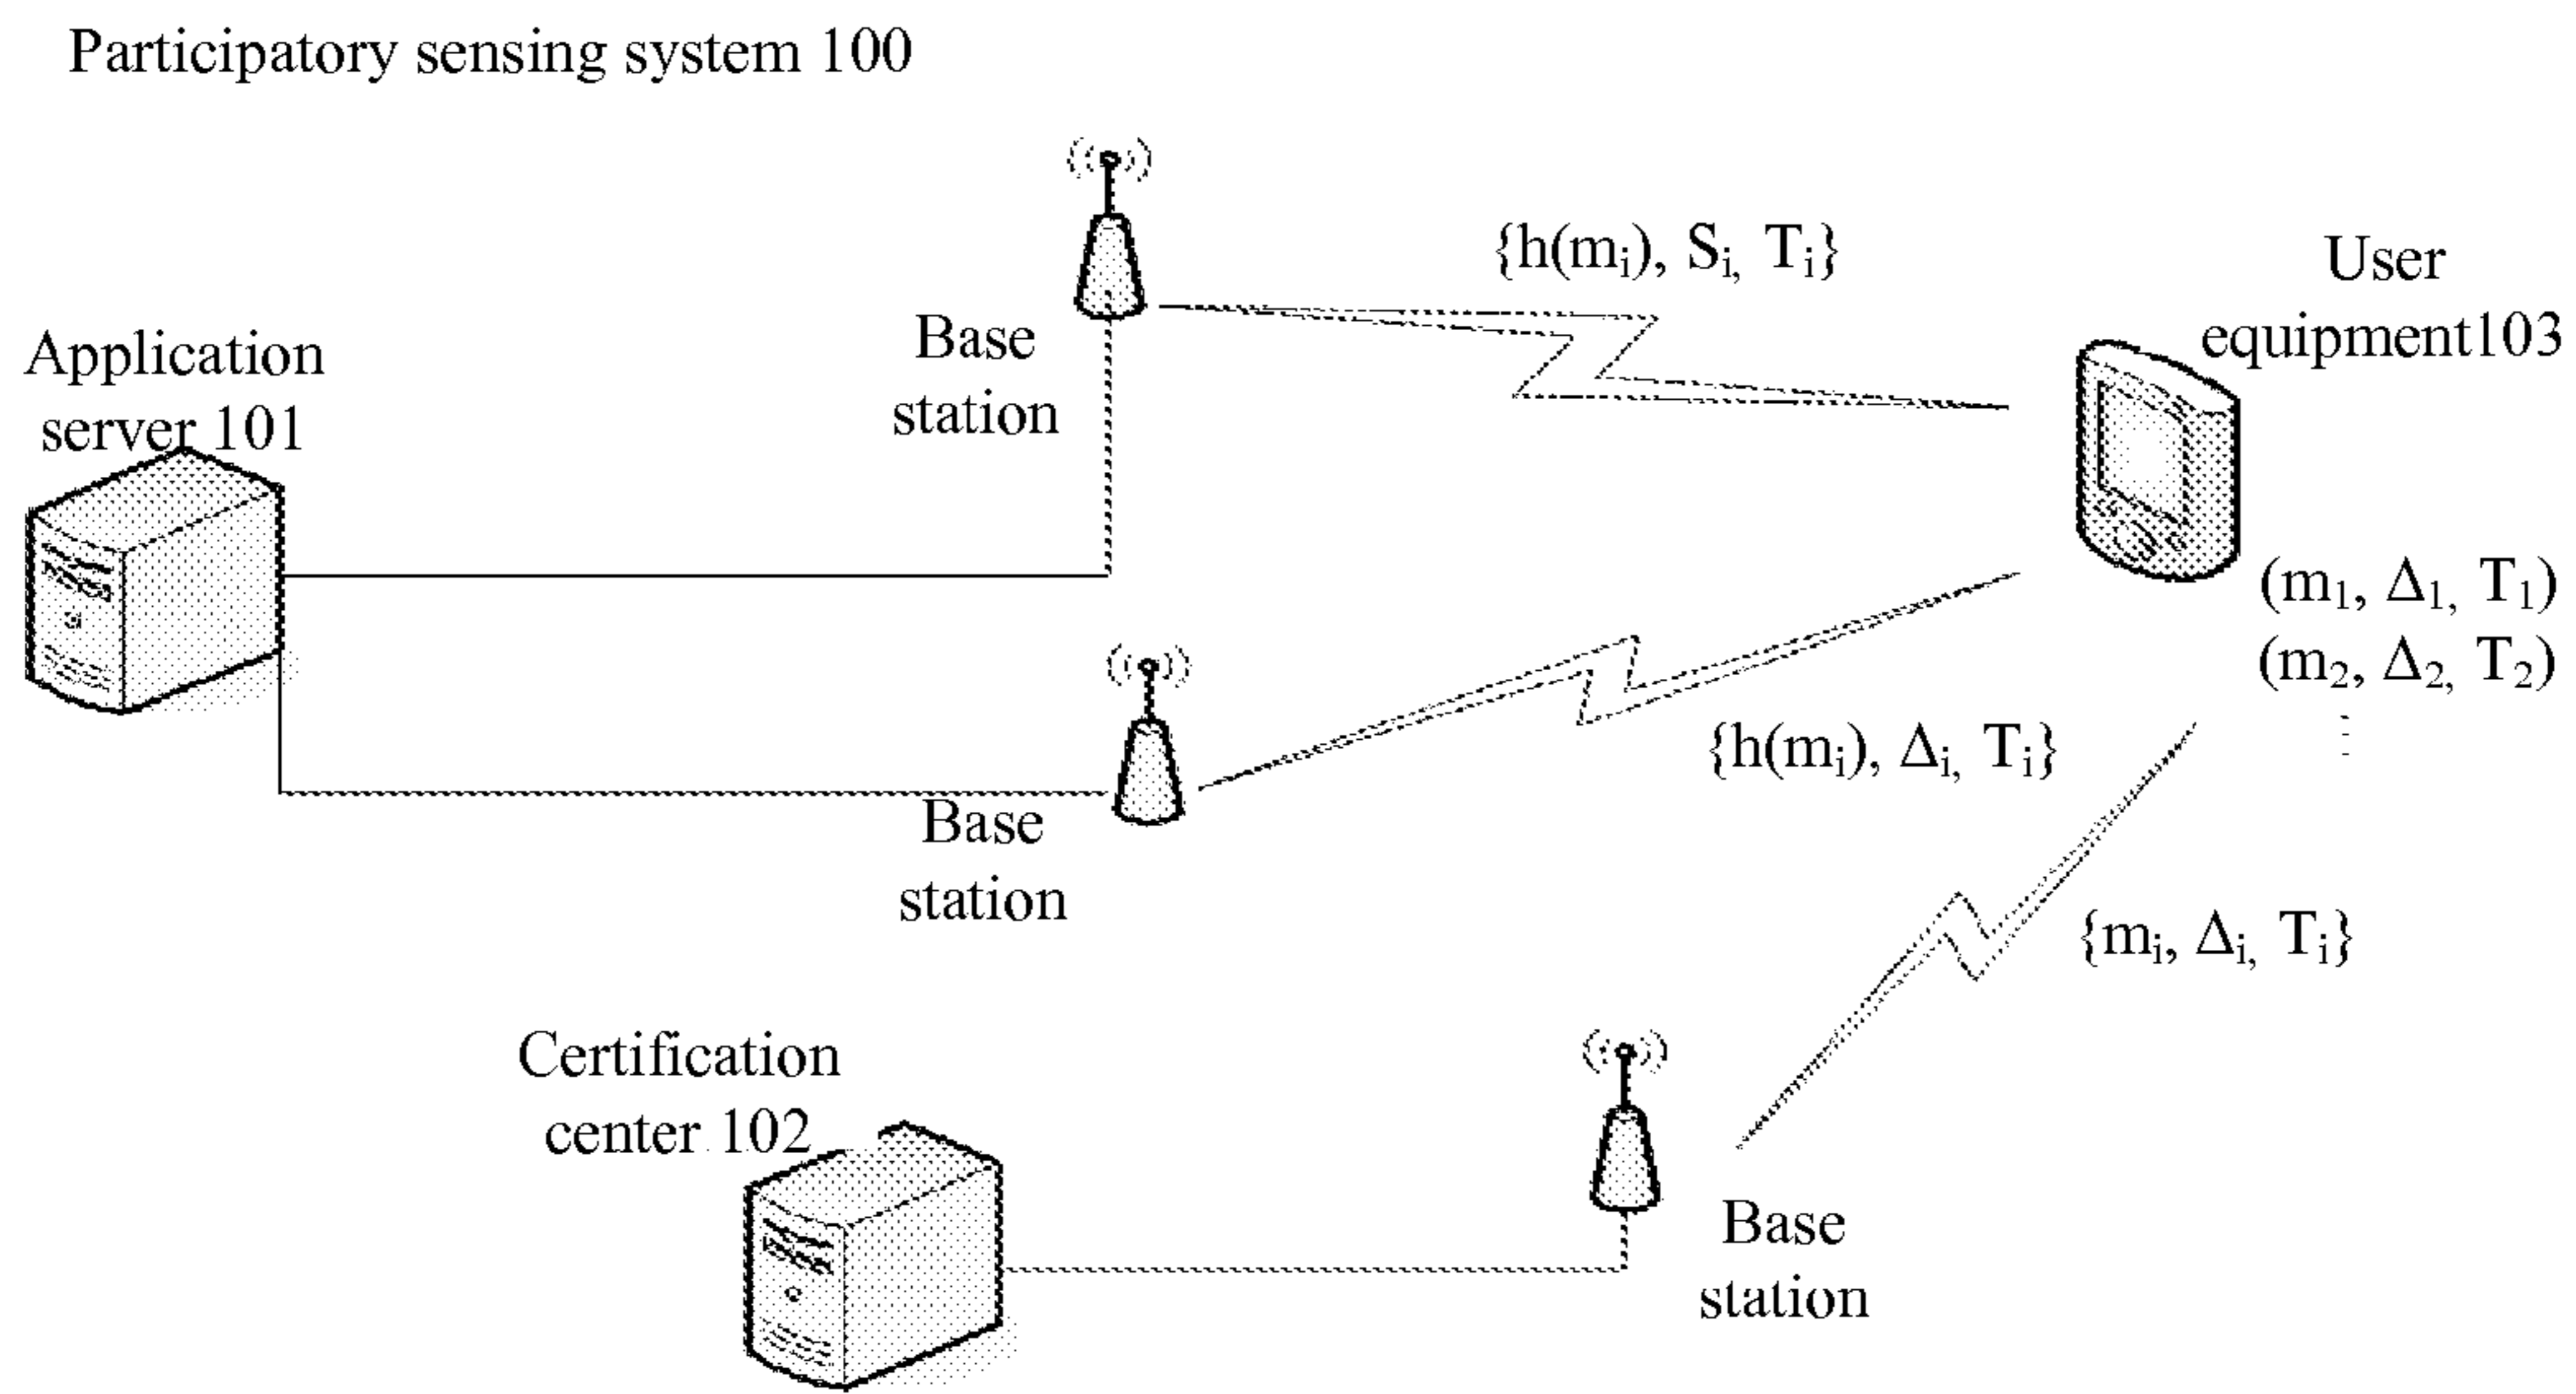 Participatory sensing system 100
{h(mᵢ), Sᵢ, Tᵢ}
User
equipment103
Base
station
Application
server 101
(m₁, Δ₁, T₁)
(m₂, Δ₂, T₂)
⋮
{h(mᵢ), Δᵢ, Tᵢ}
Base
station
{mᵢ, Δᵢ, Tᵢ}
Certification
center 102
Base
station